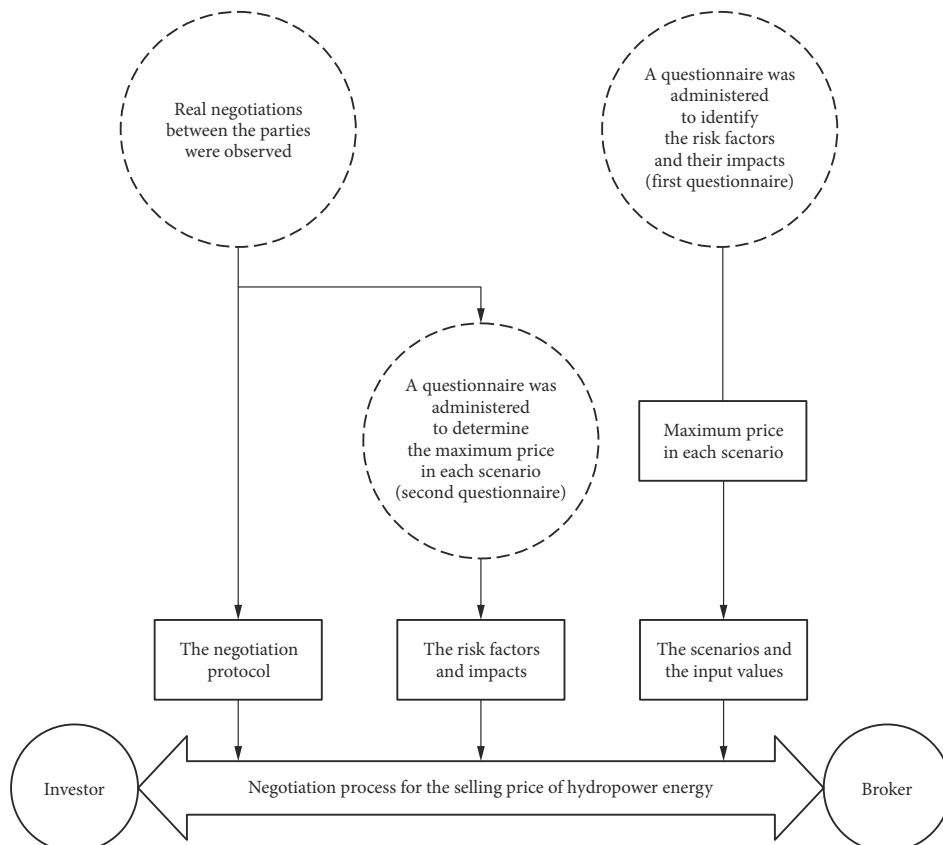 Real negotiations
between the parties
were observed
A questionnaire was
administered
to identify
the risk factors
and their impacts
(first questionnaire)
A questionnaire was
administered
to determine
the maximum price
in each scenario
(second questionnaire)
Maximum price
in each scenario
The negotiation
protocol
The risk factors
and impacts
The scenarios and
the input values
Investor
Negotiation process for the selling price of hydropower energy
Broker